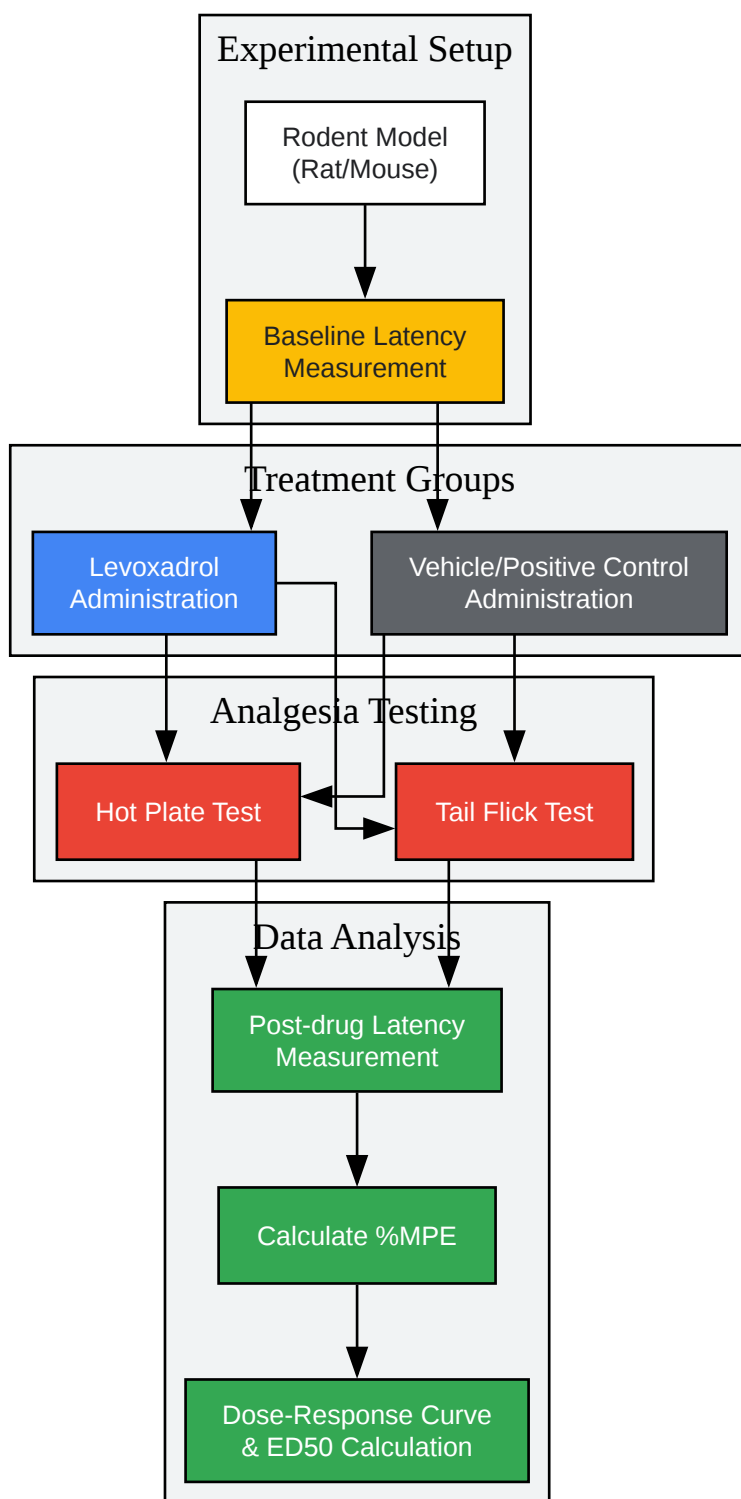 Experimental Setup
Rodent Model
(Rat/Mouse)
Baseline Latency
Measurement
Treatment Groups
Levoxadrol
Administration
Vehicle/Positive Control
Administration
Analgesia Testing
Hot Plate Test
Tail Flick Test
Data Analysis
Post-drug Latency
Measurement
Calculate %MPE
Dose-Response Curve
& ED50 Calculation